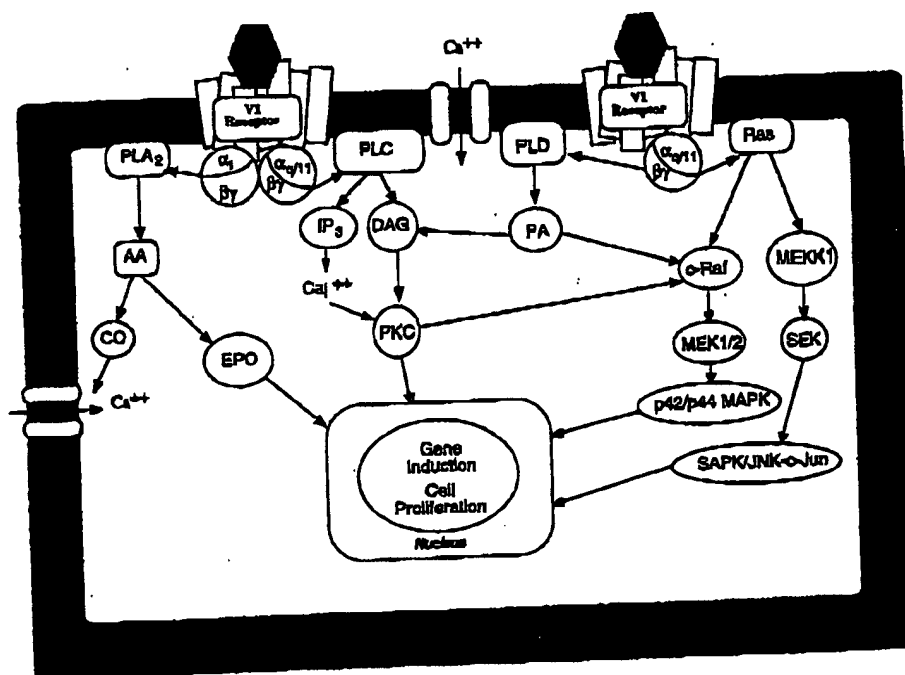 Ca++
V1
Receptor
V1
Receptor
PLA2
αi
βγ
αq/11
βγ
PLC
PLD
αq/11
βγ
Ras
IP3
DAG
PA
AA
c-Raf
MEKK1
Cai ++
CO
PKC
MEK1/2
SEK
EPO
Ca++
p42/p44 MAPK
Gene
Induction
Cell
Proliferation
Nucleus
SAPK/JNK-c-Jun